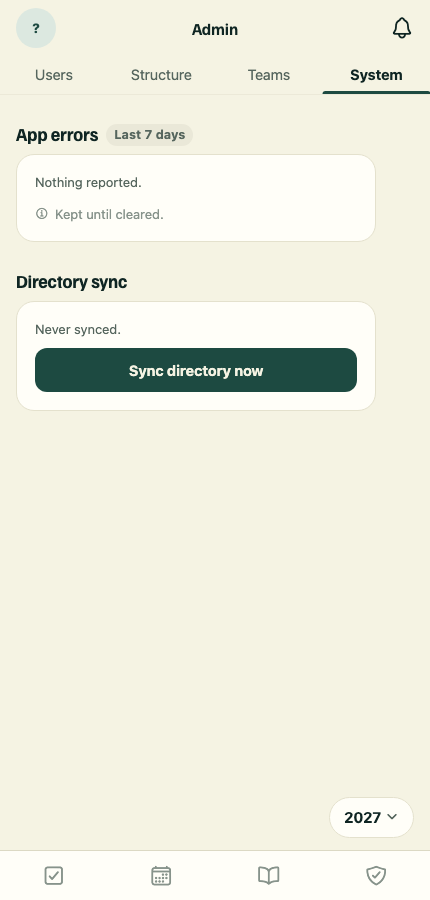 ?
Admin
Users
Structure
Teams
System
App errors
Last 7 days
Nothing reported.
Kept until cleared.
Directory sync
Never synced.
Sync directory now
2027